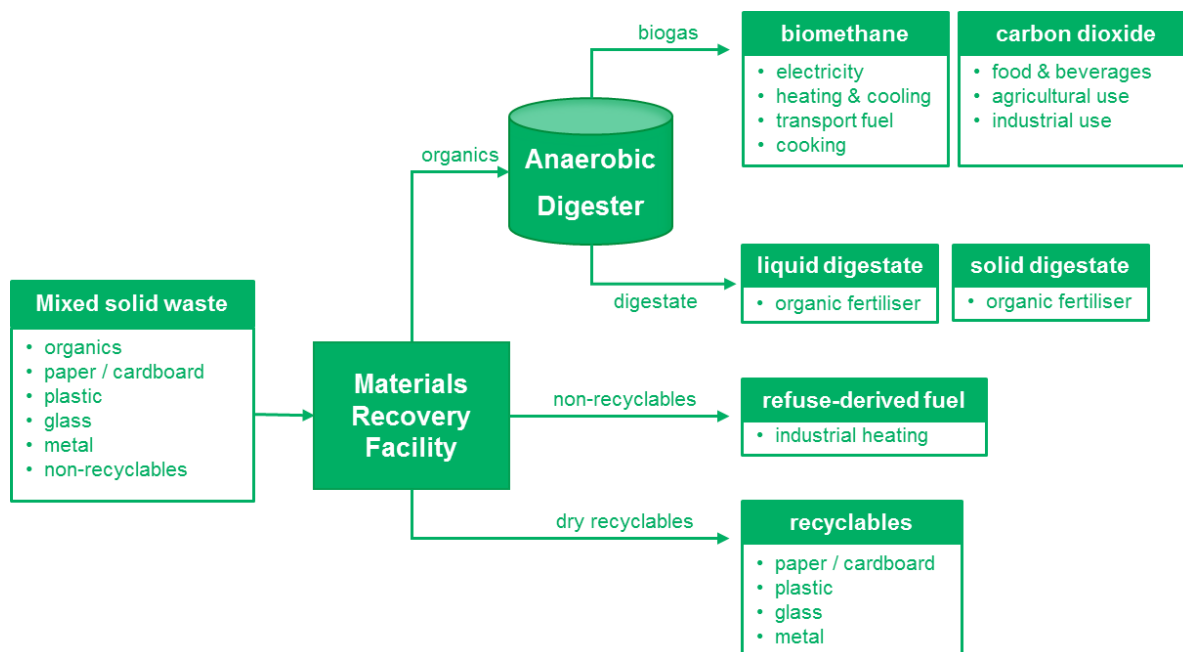 Mixed solid waste
• organics
• paper / cardboard
• plastic
• glass
• metal
• non-recyclables
Materials
Recovery
Facility
organics
Anaerobic
Digester
biogas
biomethane
• electricity
• heating & cooling
• transport fuel
• cooking
carbon dioxide
• food & beverages
• agricultural use
• industrial use
digestate
liquid digestate
• organic fertiliser
solid digestate
• organic fertiliser
non-recyclables
refuse-derived fuel
• industrial heating
dry recyclables
recyclables
• paper / cardboard
• plastic
• glass
• metal